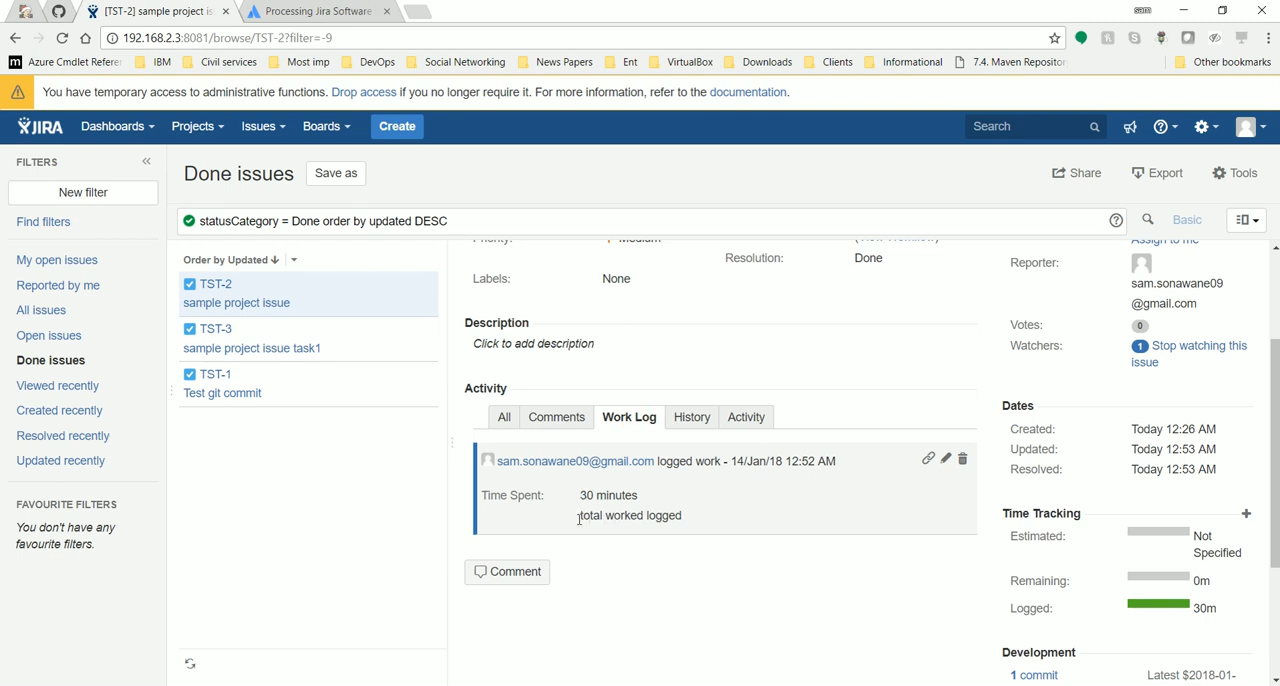 [TST-2] sample project is
Processing Jira Software
sam
192.168.2.3:8081/browse/TST-2?filter=-9
Azure Cmdlet Refere
IBM
Civil services
Most imp
DevOps
Social Networking
News Papers
Ent
VirtualBox
Downloads
Clients
Informational
7.4. Maven Repositor
Other bookmarks
You have temporary access to administrative functions. Drop access if you no longer require it. For more information, refer to the documentation.
JIRA
Dashboards
Projects
Issues
Boards
Create
Search
FILTERS
New filter
Find filters
My open issues
Reported by me
All issues
Open issues
Done issues
Viewed recently
Created recently
Resolved recently
Updated recently
FAVOURITE FILTERS
You don't have any
favourite filters.
Done issues
Save as
Share
Export
Tools
statusCategory = Done order by updated DESC
Basic
Order by Updated
TST-2
sample project issue
TST-3
sample project issue task1
TST-1
Test git commit
Priority:
Medium
(View Workflow)
Resolution:
Done
Labels:
None
Description
Click to add description
Activity
All
Comments
Work Log
History
Activity
sam.sonawane09@gmail.com logged work - 14/Jan/18 12:52 AM
Time Spent:
30 minutes
total worked logged
Comment
Assign to me
Reporter:
sam.sonawane09
@gmail.com
Votes:
0
Watchers:
1 Stop watching this
issue
Dates
Created:
Today 12:26 AM
Updated:
Today 12:53 AM
Resolved:
Today 12:53 AM
Time Tracking
Estimated:
Not
Specified
Remaining:
0m
Logged:
30m
Development
1 commit
Latest $2018-01-